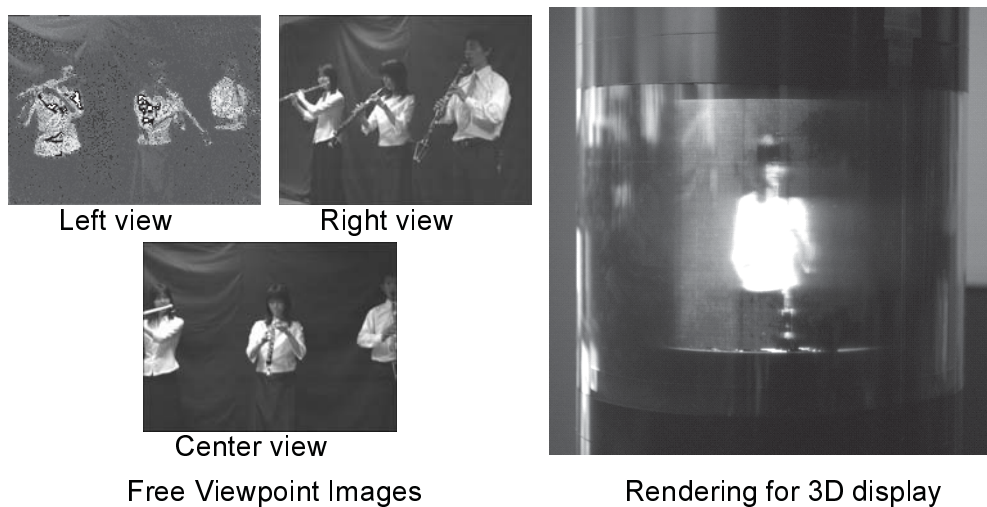 Left view
Right view
Center view
Free Viewpoint Images
Rendering for 3D display